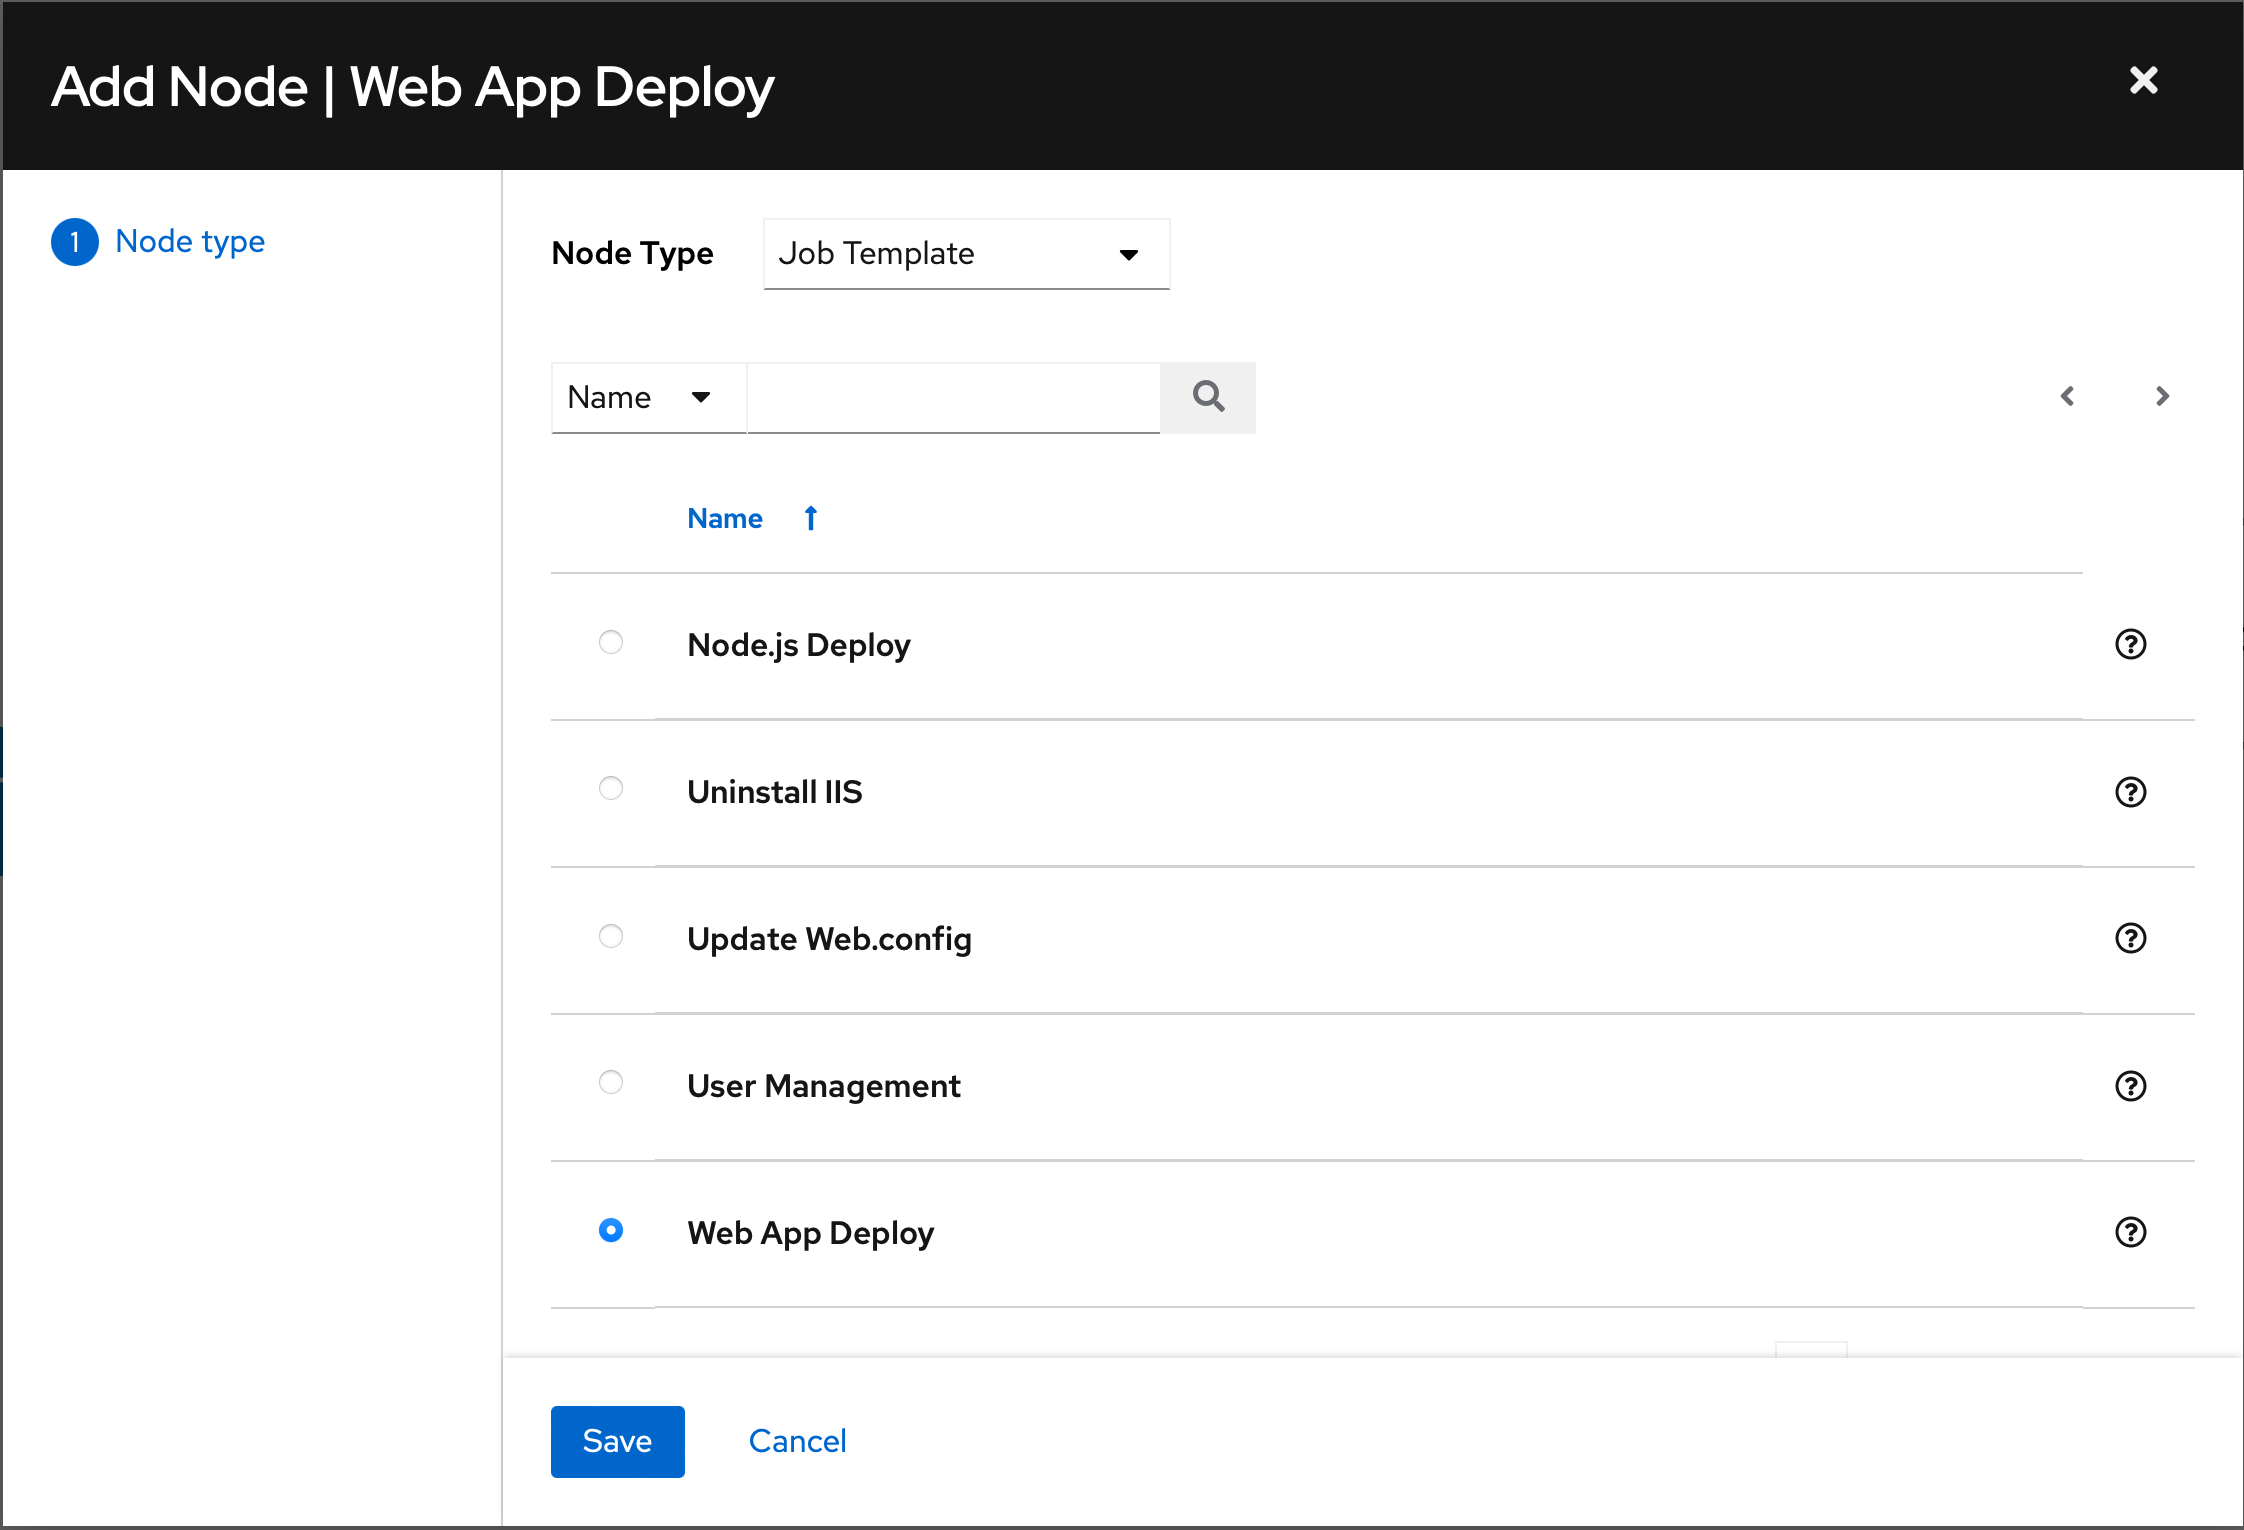 Add Node | Web App Deploy
1 Node type
Node Type Job Template
Name
Name
Node.js Deploy
Uninstall IIS
Update Web.config
User Management
Web App Deploy
Save Cancel